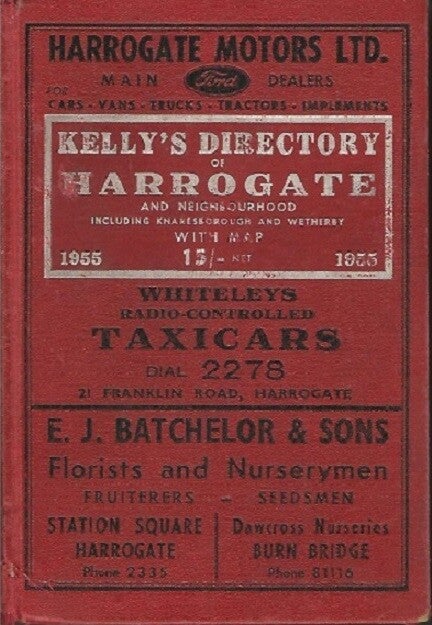 HARROGATE MOTORS LTD.
MAIN Ford DEALERS
FOR
CARS - VANS - TRUCKS - TRACTORS - IMPLEMENTS
KELLY'S DIRECTORY
OF
HARROGATE
AND NEIGHBOURHOOD
INCLUDING KNARESBOROUGH AND WETHERBY
WITH MAP
1955 15/- NET 1955
WHITELEYS
RADIO-CONTROLLED
TAXICARS
DIAL 2278
21 FRANKLIN ROAD, HARROGATE
E. J. BATCHELOR & SONS
Florists and Nurserymen
FRUITERERS - SEEDSMEN
STATION SQUARE
HARROGATE
Phone 2335
Dawcross Nurseries
BURN BRIDGE
Phone 81116